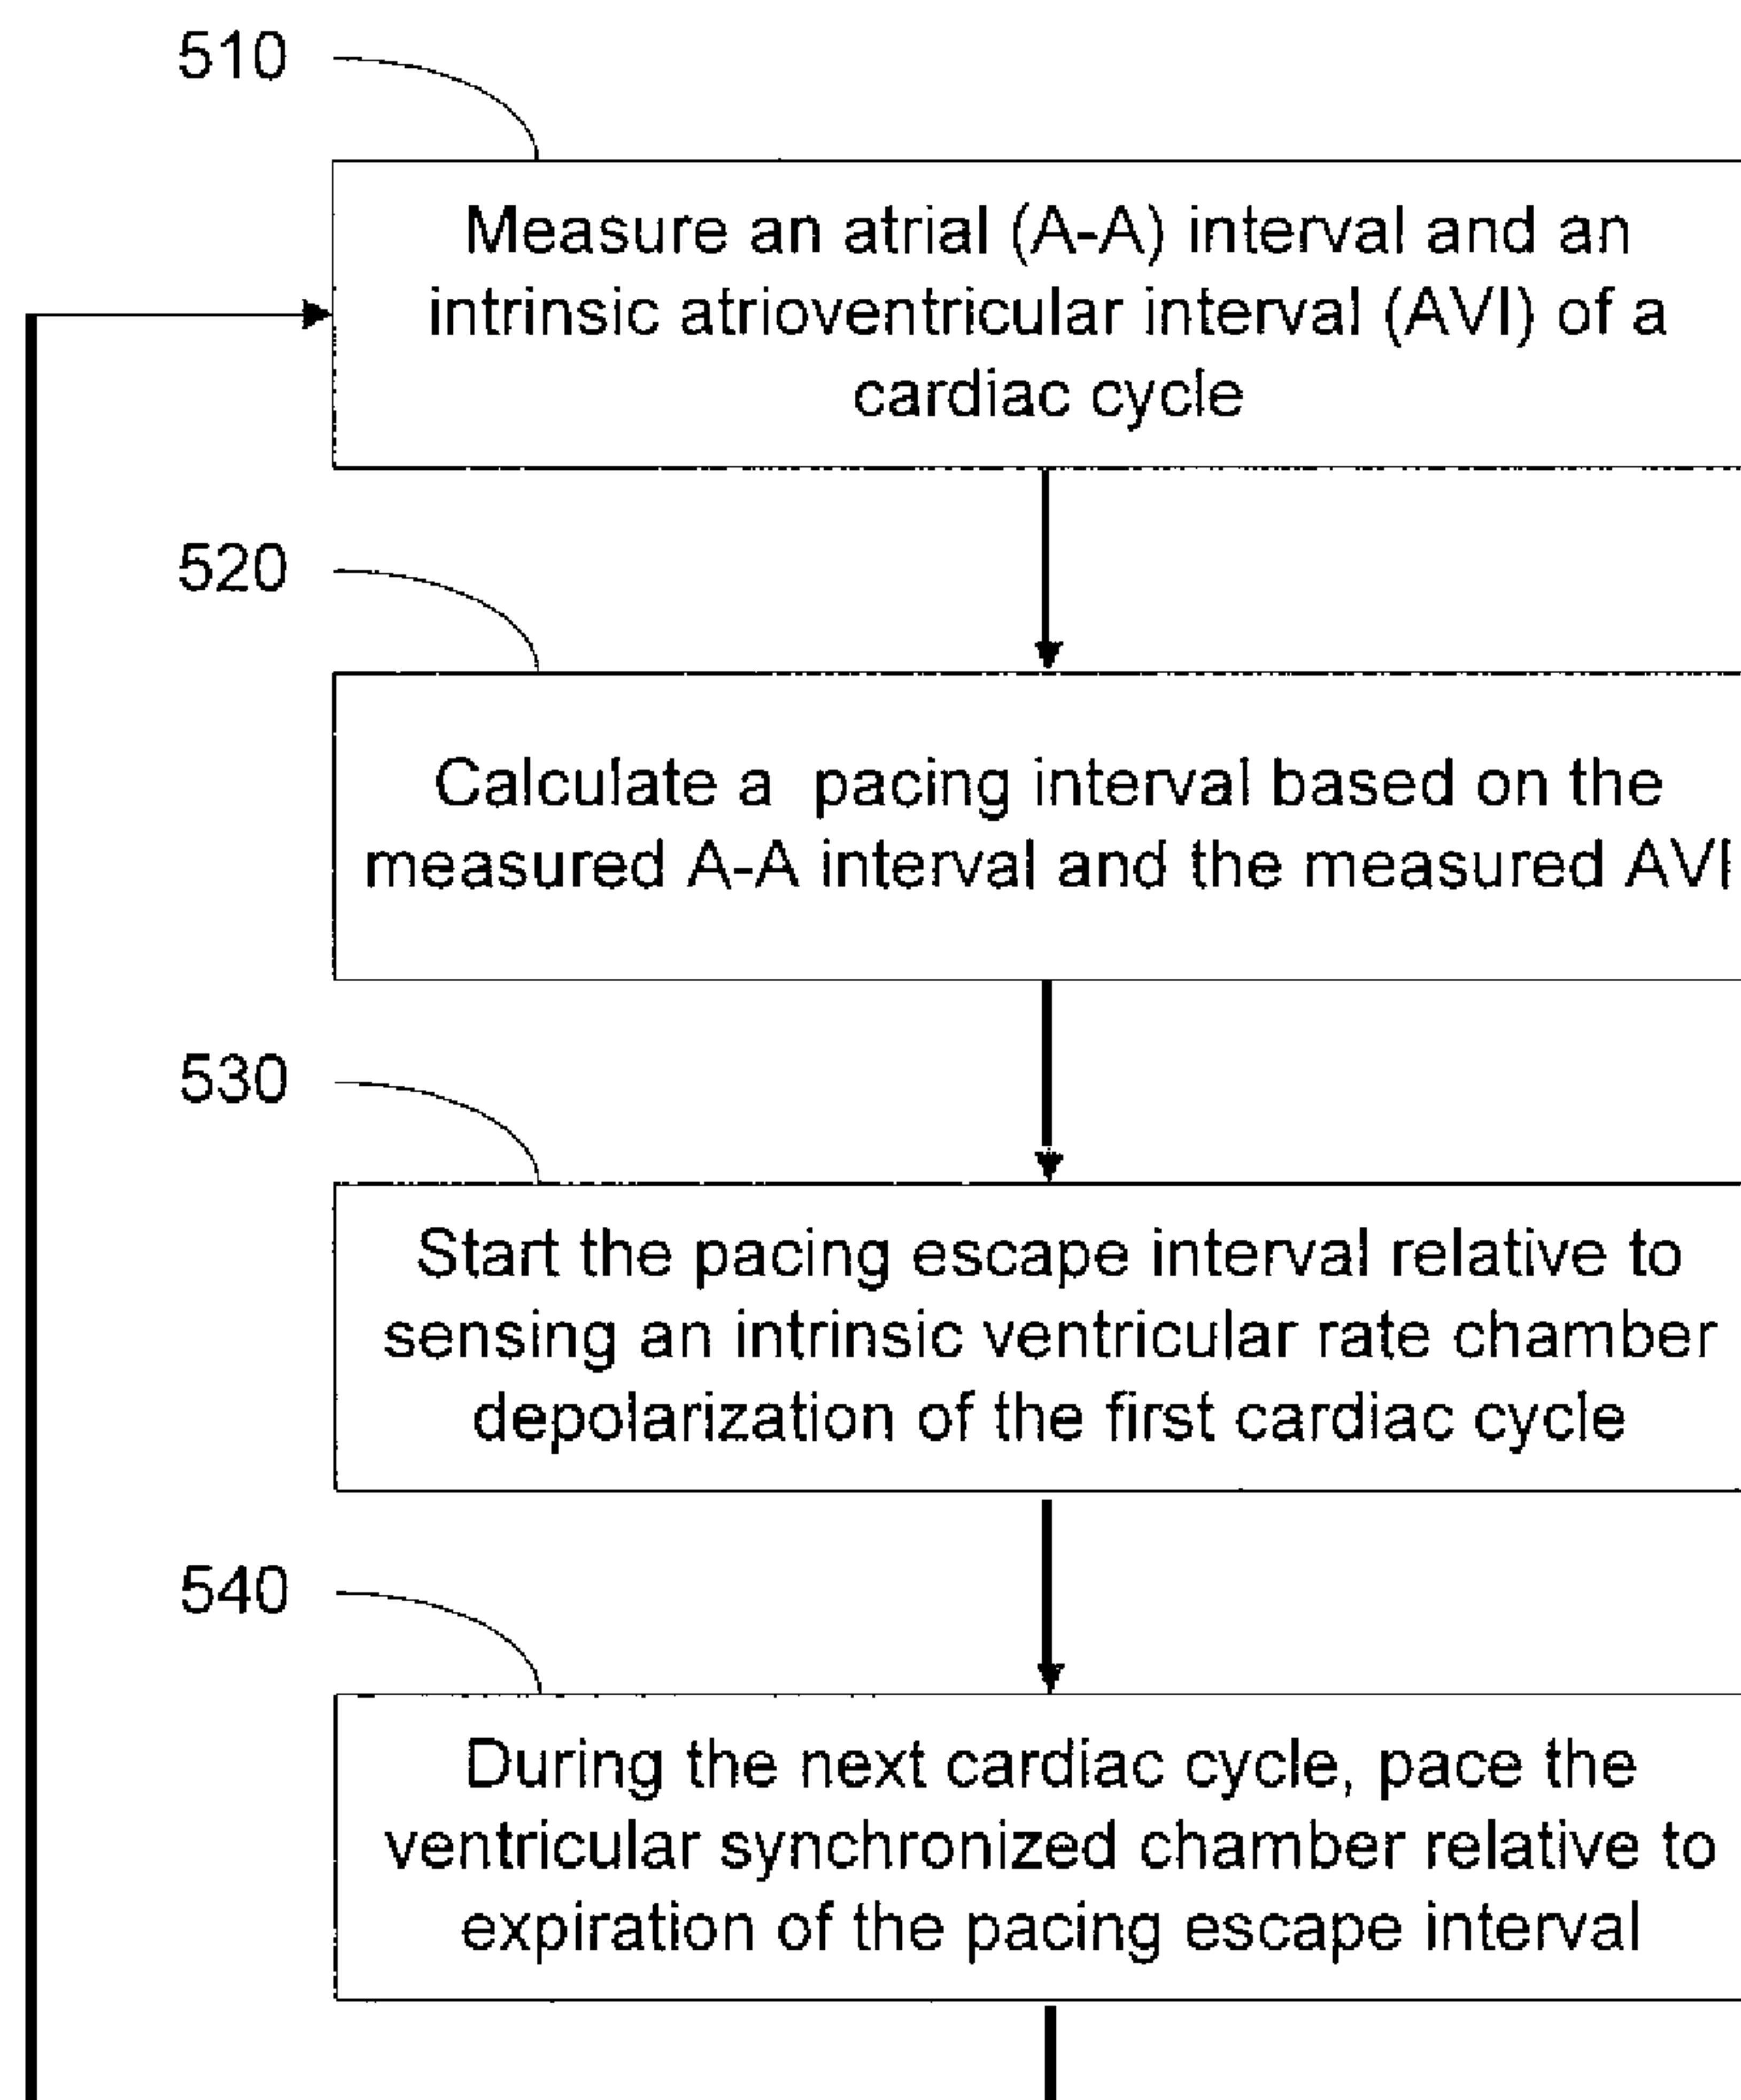 510
Measure an atrial (A-A) interval and an
intrinsic atrioventricular interval (AVI) of a
cardiac cycle
520
Calculate a pacing interval based on the
measured A-A interval and the measured AVI
530
Start the pacing escape interval relative to
sensing an intrinsic ventricular rate chamber
depolarization of the first cardiac cycle
540
During the next cardiac cycle, pace the
ventricular synchronized chamber relative to
expiration of the pacing escape interval